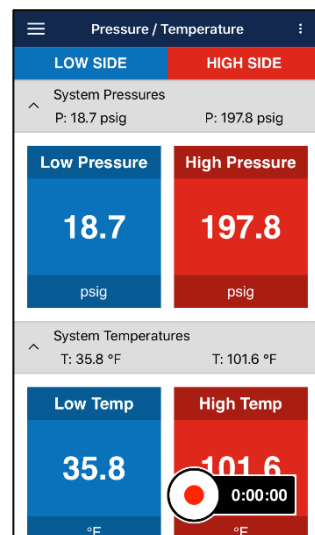 Pressure / Temperature
LOW SIDE HIGH SIDE
System Pressures
P: 18.7 psig P: 197.8 psig
Low Pressure High Pressure
18.7 197.8
psig psig
System Temperatures
T: 35.8 °F T: 101.6 °F
Low Temp High Temp
35.8 101.6
0:00:00
°F °F